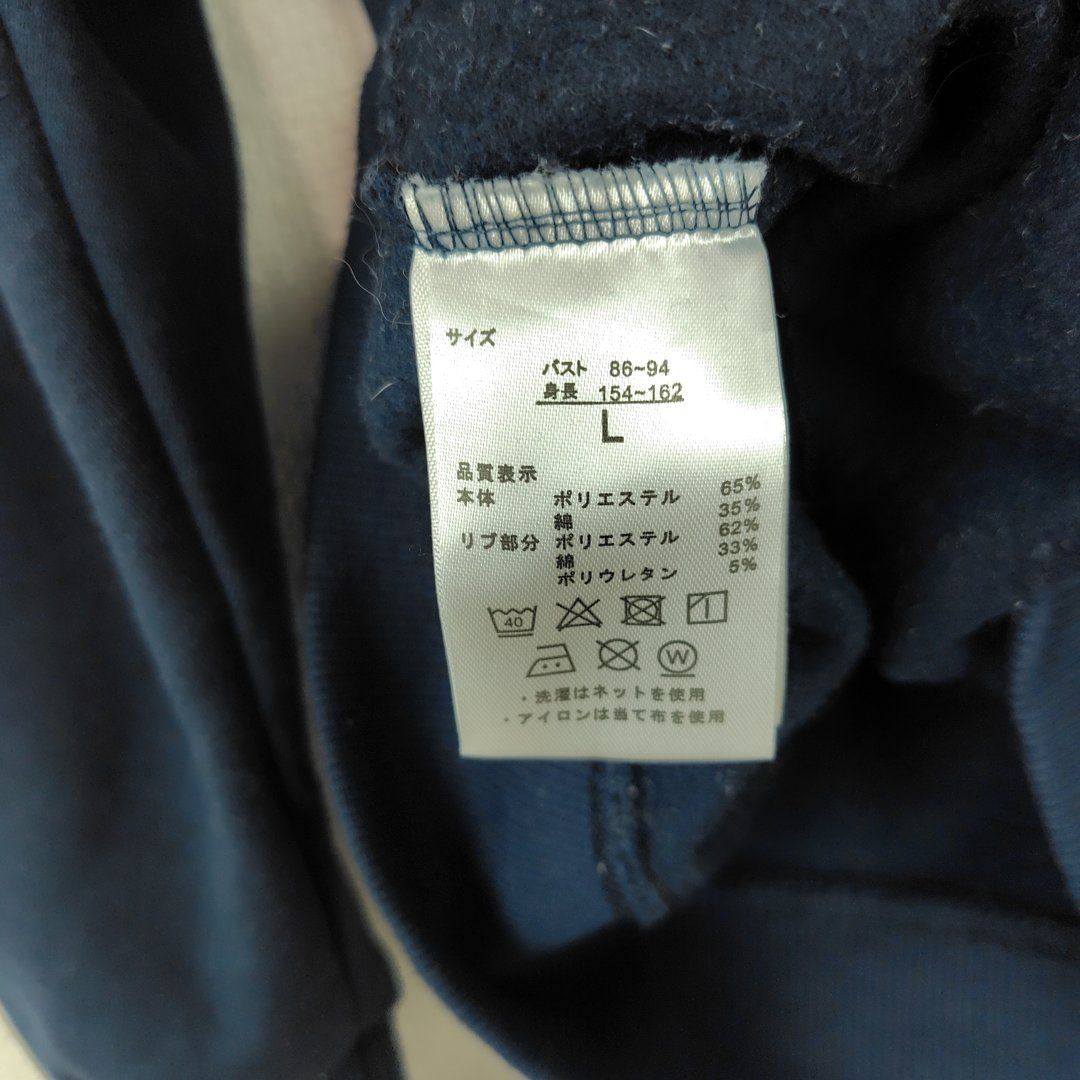 サイズ
バスト 86~94
身長 154~162
L
品質表示
本体 ポリエステル 65%
綿 35%
リブ部分 ポリエステル 62%
綿 33%
ポリウレタン 5%
40
W
・洗濯はネットを使用
・アイロンは当て布を使用